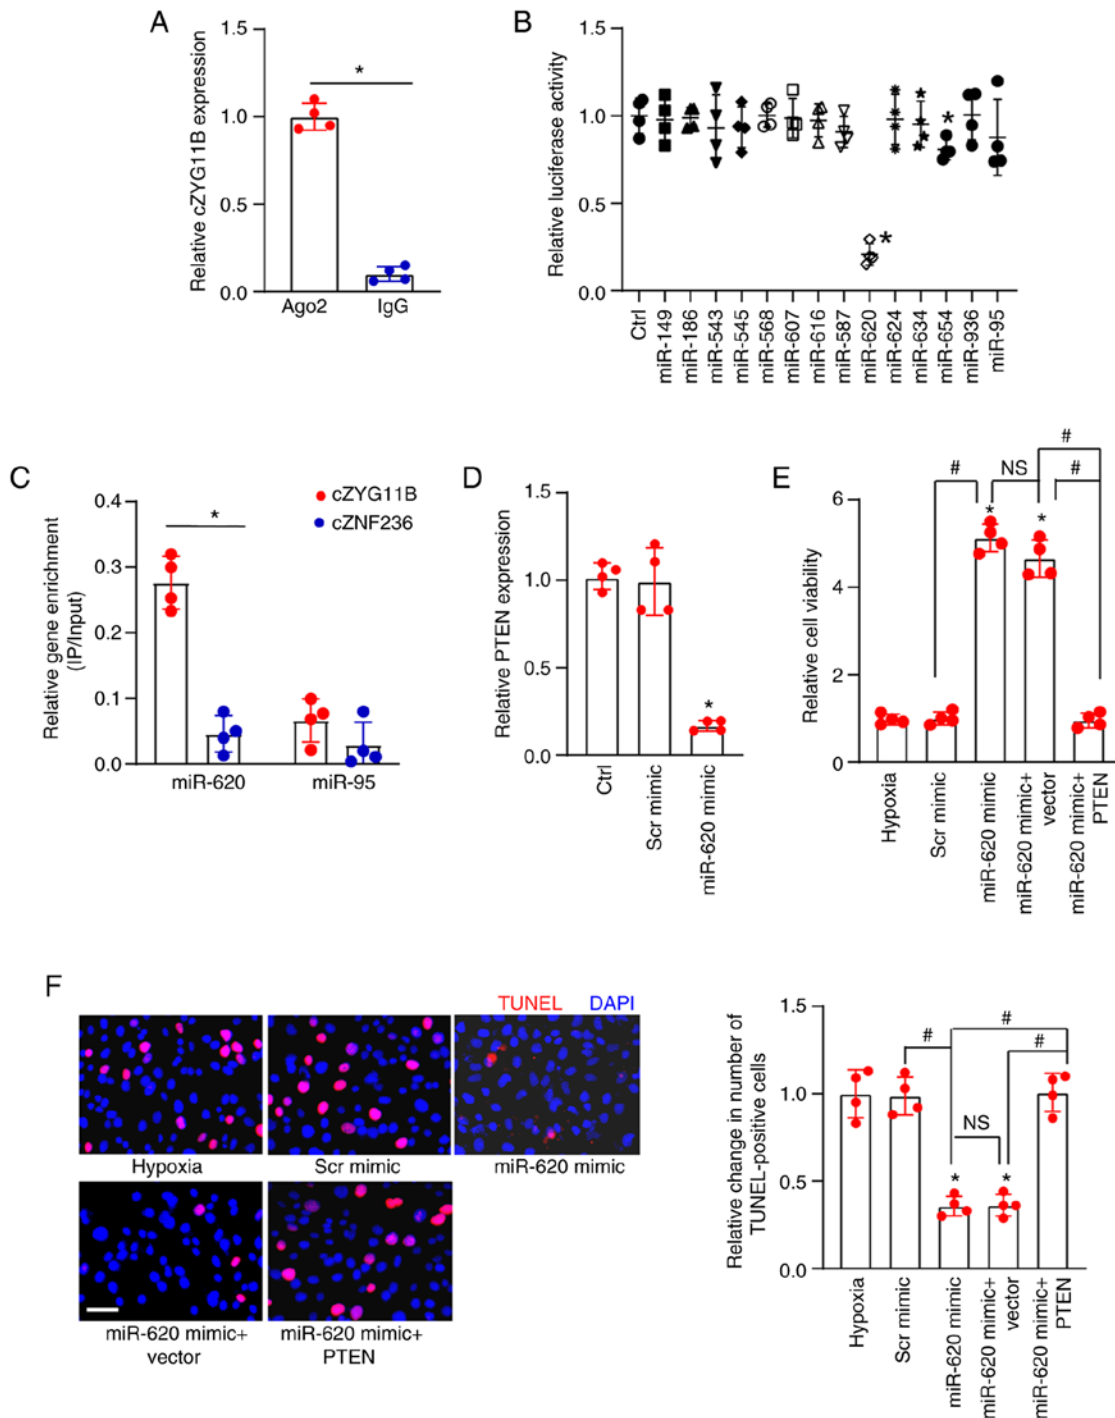 A
Relative cZYG11B expression
1.5
1.0
0.5
0.0
*
Ago2
IgG
B
Relative luciferase activity
1.5
1.0
0.5
0.0
*
*
Ctrl
miR-149
miR-186
miR-543
miR-545
miR-568
miR-607
miR-616
miR-587
miR-620
miR-624
miR-634
miR-654
miR-936
miR-95
C
Relative gene enrichment
(IP/Input)
0.4
0.3
0.2
0.1
0.0
*
cZYG11B
cZNF236
miR-620
miR-95
D
Relative PTEN expression
1.5
1.0
0.5
0.0
*
Ctrl
Scr mimic
miR-620 mimic
E
Relative cell viability
6
4
2
0
#
NS
#
#
*
*
Hypoxia
Scr mimic
miR-620 mimic
miR-620 mimic+
vector
miR-620 mimic+
PTEN
F
TUNEL
DAPI
Hypoxia
Scr mimic
miR-620 mimic
miR-620 mimic+
vector
miR-620 mimic+
PTEN
Relative change in number of
TUNEL-positive cells
1.5
1.0
0.5
0.0
#
#
#
NS
*
*
Hypoxia
Scr mimic
miR-620 mimic
miR-620 mimic+
vector
miR-620 mimic+
PTEN